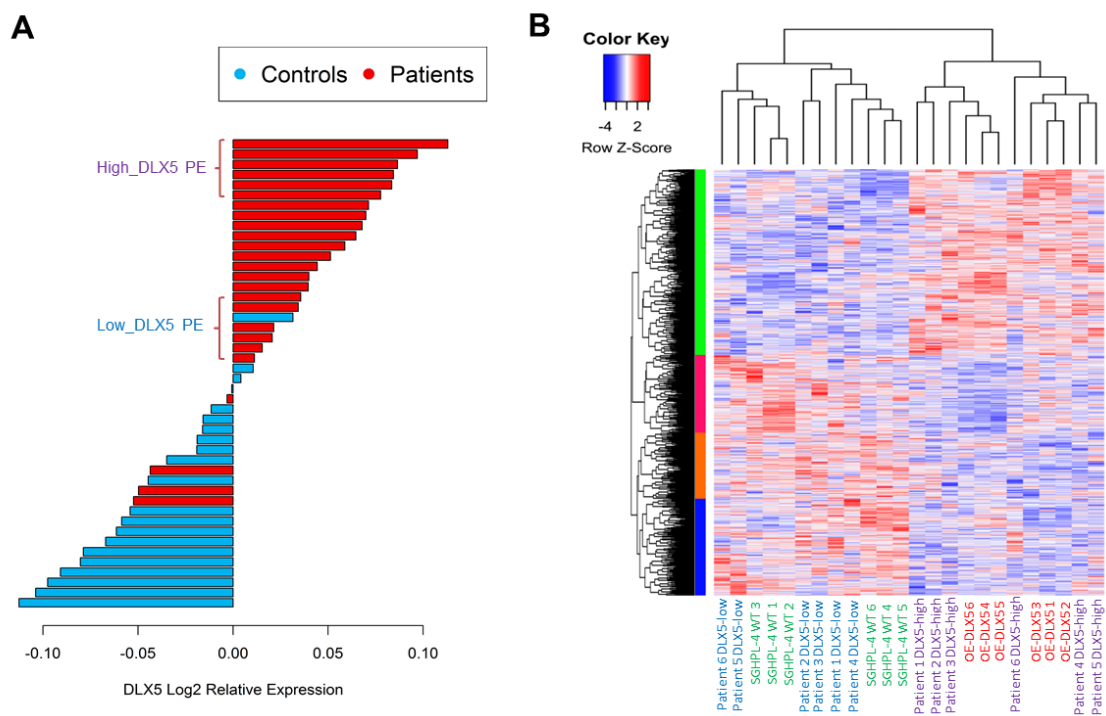 A
Controls
Patients
High_DLX5 PE
Low_DLX5 PE
-0.10
-0.05
0.00
0.05
0.10
DLX5 Log2 Relative Expression
B
Color Key
-4
2
Row Z-Score
Patient 6 DLX5-low
Patient 5 DLX5-low
SGHPL-4 WT 3
SGHPL-4 WT 1
SGHPL-4 WT 2
Patient 2 DLX5-low
Patient 3 DLX5-low
Patient 1 DLX5-low
Patient 4 DLX5-low
SGHPL-4 WT 6
SGHPL-4 WT 4
SGHPL-4 WT 5
Patient 1 DLX5-high
Patient 2 DLX5-high
Patient 3 DLX5-high
OE-DLX56
OE-DLX54
OE-DLX55
Patient 6 DLX5-high
OE-DLX53
OE-DLX51
OE-DLX52
Patient 4 DLX5-high
Patient 5 DLX5-high